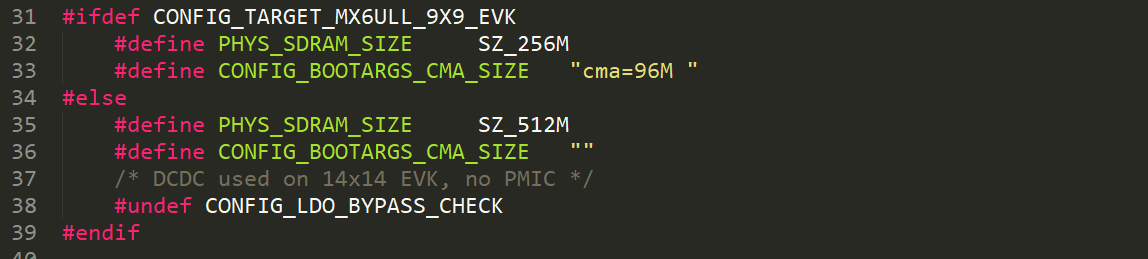 31 #ifdef CONFIG_TARGET_MX6ULL_9X9_EVK
32     #define PHYS_SDRAM_SIZE     SZ_256M
33     #define CONFIG_BOOTARGS_CMA_SIZE   "cma=96M "
34 #else
35     #define PHYS_SDRAM_SIZE     SZ_512M
36     #define CONFIG_BOOTARGS_CMA_SIZE   ""
37     /* DCDC used on 14x14 EVK, no PMIC */
38     #undef CONFIG_LDO_BYPASS_CHECK
39 #endif